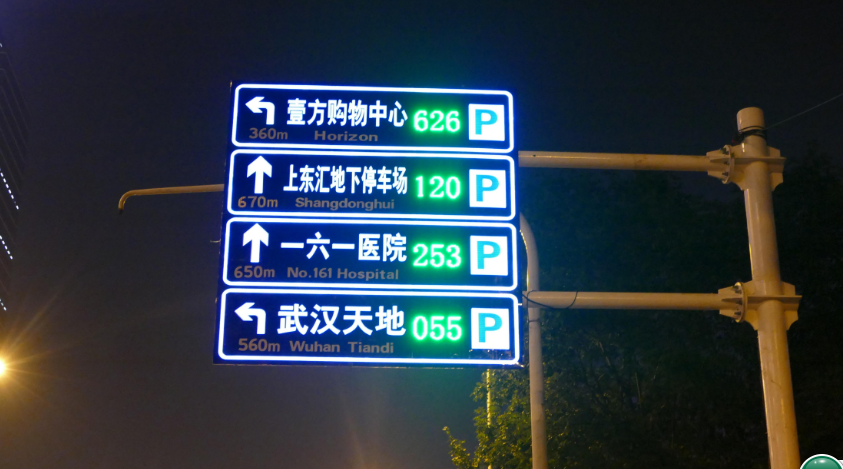 壹方购物中心 626 P
360m Horizon
上东汇地下停车场 120 P
670m Shangdonghui
一六一医院 253 P
650m No.161 Hospital
武汉天地 055 P
560m Wuhan Tiandi